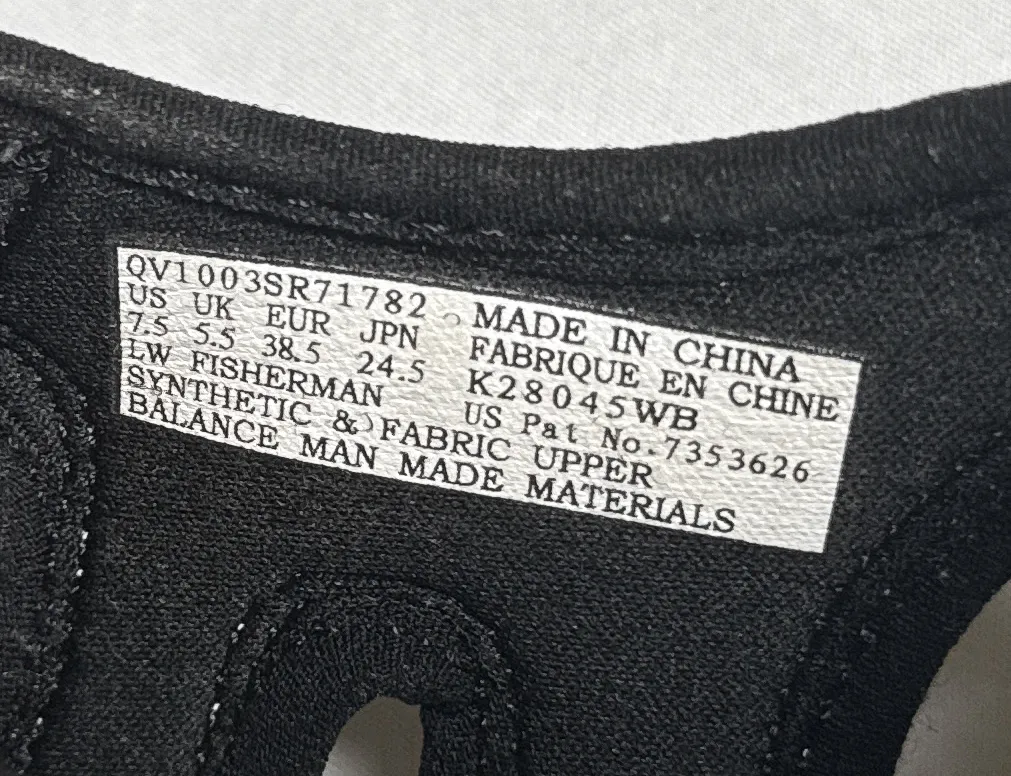 QV1003SR71782
US UK EUR JPN
7.5 5.5 38.5 24.5
LW FISHERMAN
MADE IN CHINA
FABRIQUE EN CHINE
K28045WB
US Pat No.7353626
SYNTHETIC & FABRIC UPPER
BALANCE MAN MADE MATERIALS